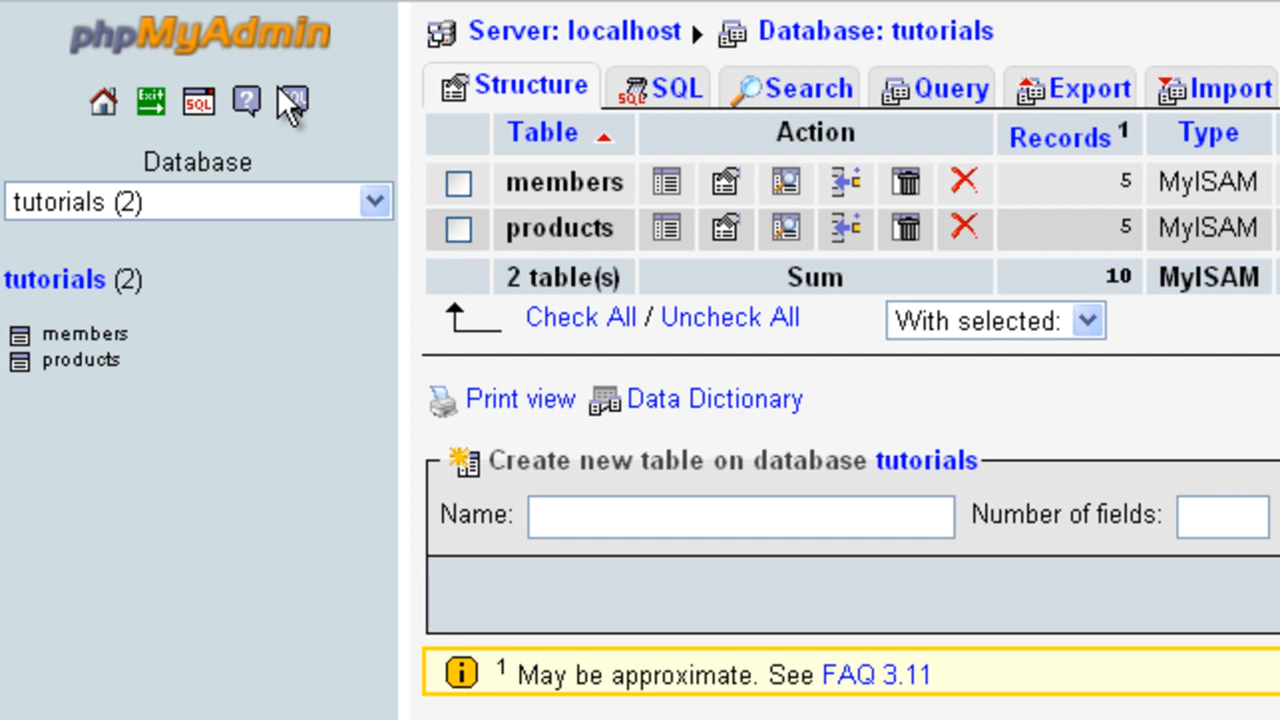 phpMyAdmin
Exit
SQL
?
SQL
Database
tutorials (2)
tutorials (2)
members
products
Server: localhost ▸ Database: tutorials
Structure SQL Search Query Export Import
Table Action Records 1 Type
members 5 MyISAM
products 5 MyISAM
2 table(s) Sum 10 MyISAM
Check All / Uncheck All With selected:
Print view Data Dictionary
Create new table on database tutorials
Name: Number of fields:
1 May be approximate. See FAQ 3.11